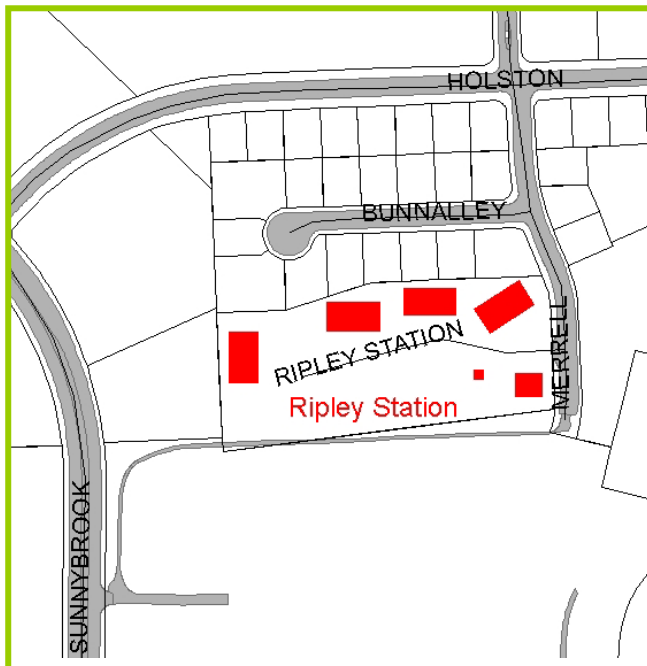 HOLSTON
BUNNALLEY
MERRELL
RIPLEY STATION
Ripley Station
SUNNYBROOK